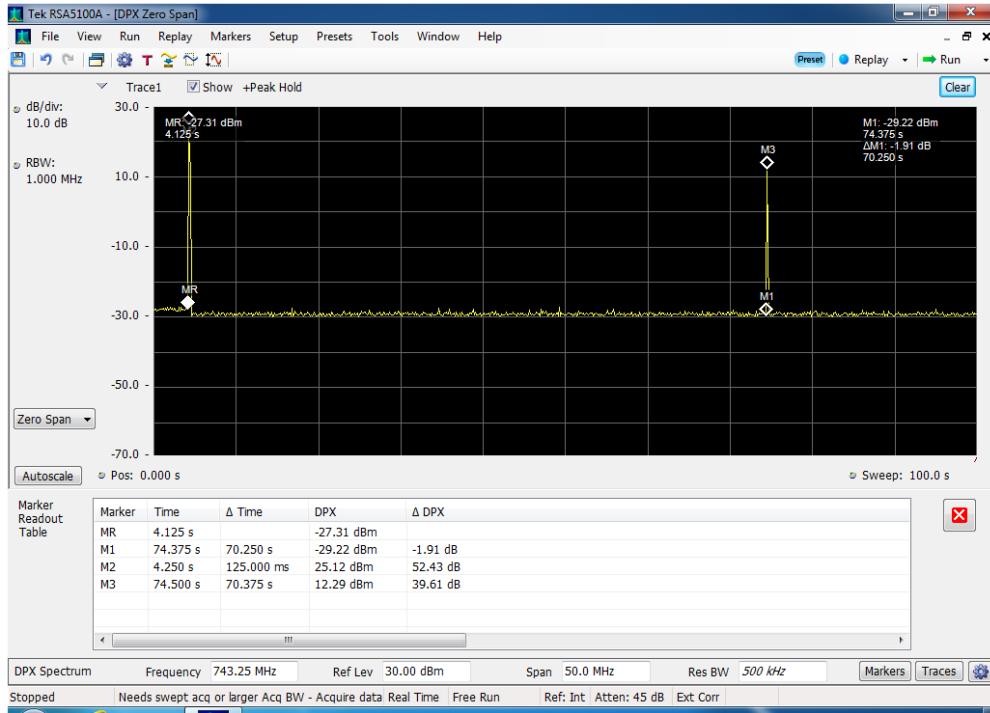 Tek RSA5100A - [DPX Zero Span]
File View Run Replay Markers Setup Presets Tools Window Help
T Preset Replay Run
Trace1 Show +Peak Hold Clear
dB/div:
10.0 dB
RBW:
1.000 MHz
30.0 -
10.0 -
-10.0 -
-30.0 -
-50.0 -
-70.0 -
MR: -27.31 dBm
4.125 s
M1: -29.22 dBm
74.375 s
ΔM1: -1.91 dB
70.250 s
M3
MR
M1
Zero Span
Autoscale Pos: 0.000 s Sweep: 100.0 s
Marker
Readout
Table
Marker Time Δ Time DPX Δ DPX
MR 4.125 s -27.31 dBm
M1 74.375 s 70.250 s -29.22 dBm -1.91 dB
M2 4.250 s 125.000 ms 25.12 dBm 52.43 dB
M3 74.500 s 70.375 s 12.29 dBm 39.61 dB
DPX Spectrum Frequency 743.25 MHz Ref Lev 30.00 dBm Span 50.0 MHz Res BW 500 kHz Markers Traces
Stopped Needs swept acq or larger Acq BW - Acquire data Real Time Free Run Ref: Int Atten: 45 dB Ext Corr